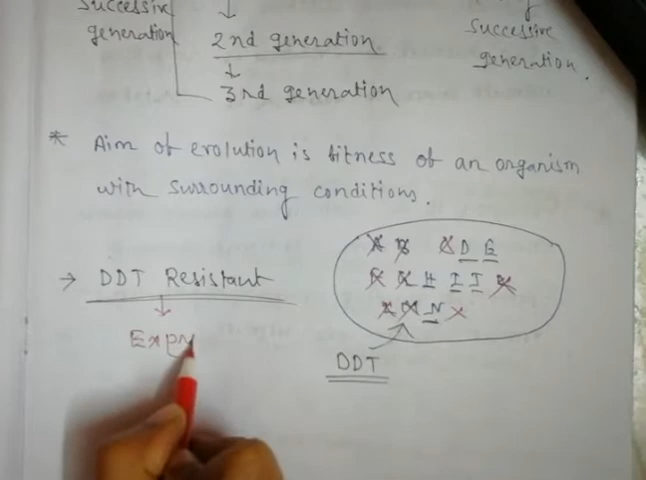 Successive
generation
2nd generation
3rd generation
of
Successive
generation.
* Aim of evolution is fitness of an organism
with surrounding conditions.
→ DDT Resistant
Expr
D E
H I J
N
DDT